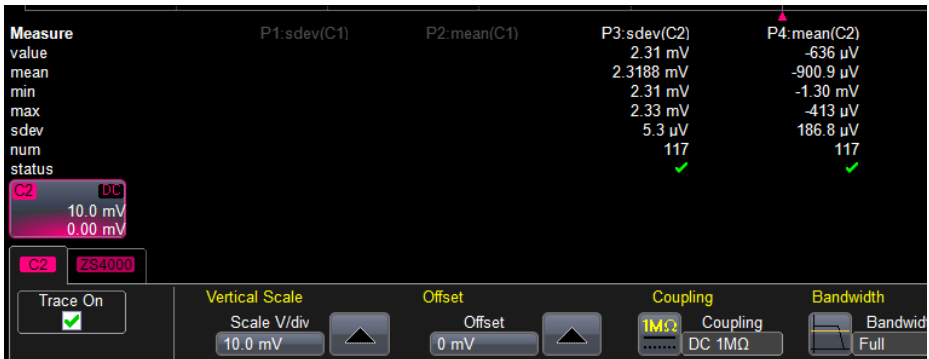 Measure P1:sdev(C1) P2:mean(C1) P3:sdev(C2) P4:mean(C2)
value 2.31 mV -636 µV
mean 2.3188 mV -900.9 µV
min 2.31 mV -1.30 mV
max 2.33 mV -413 µV
sdev 5.3 µV 186.8 µV
num 117 117
status
C2 DC
10.0 mV
0.00 mV
C2 ZS4000
Trace On Vertical Scale Offset Coupling Bandwidth
Scale V/div Offset 1MΩ Coupling Bandwidt
10.0 mV 0 mV DC 1MΩ Full